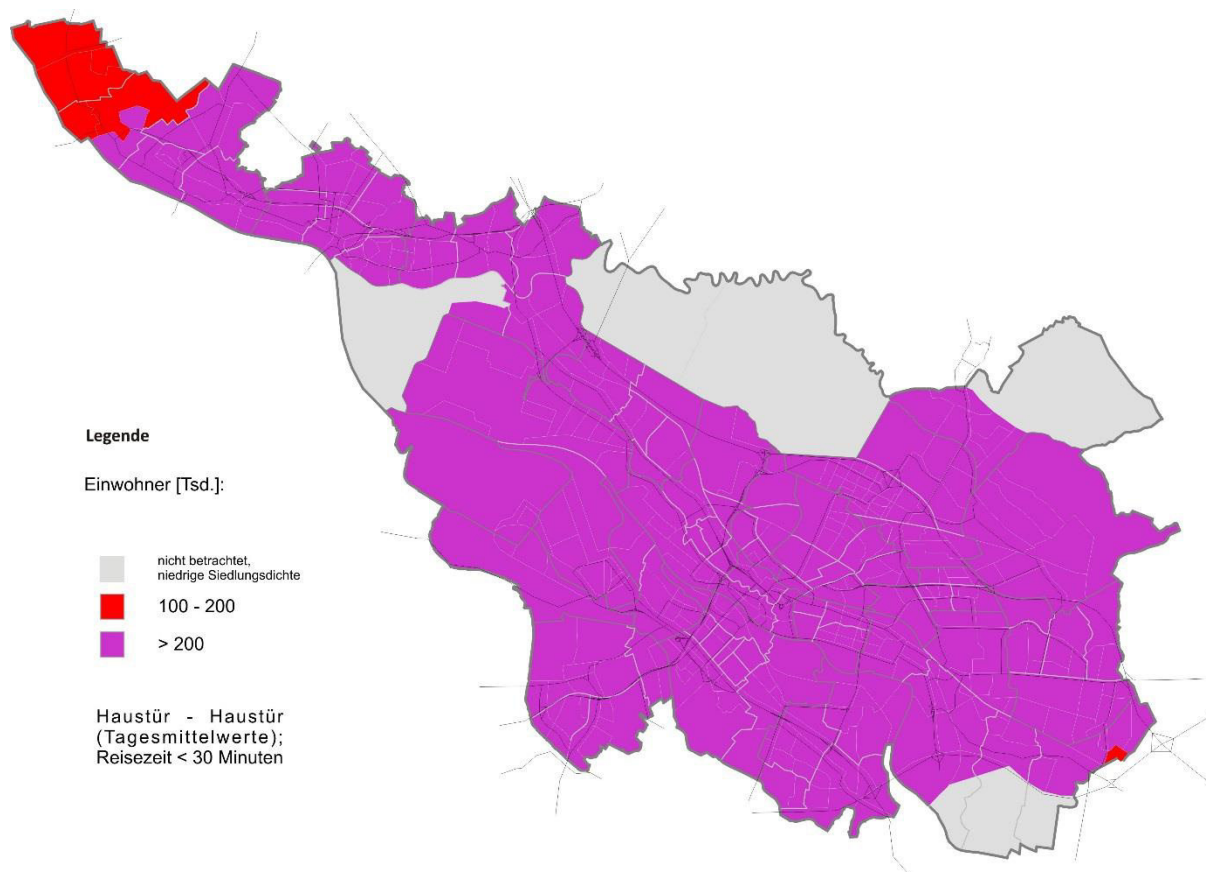 Legende
Einwohner [Tsd.]:
nicht betrachtet,
niedrige Siedlungsdichte
100 - 200
> 200
Haustür - Haustür
(Tagesmittelwerte);
Reisezeit < 30 Minuten